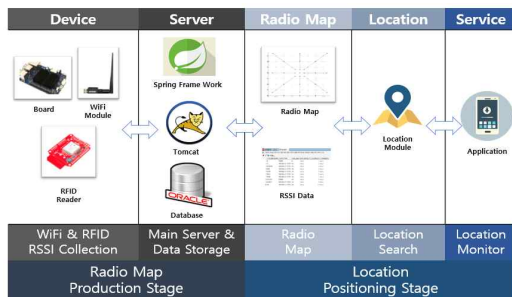 Device
Server
Radio Map
Location
Service
Board
WiFi
Module
RFID
Reader
Spring Frame Work
Tomcat
ORACLE
Database
Radio Map
RSSI Data
Location
Module
Application
WiFi & RFID
RSSI Collection
Main Server &
Data Storage
Radio
Map
Location
Search
Location
Monitor
Radio Map
Production Stage
Location
Positioning Stage